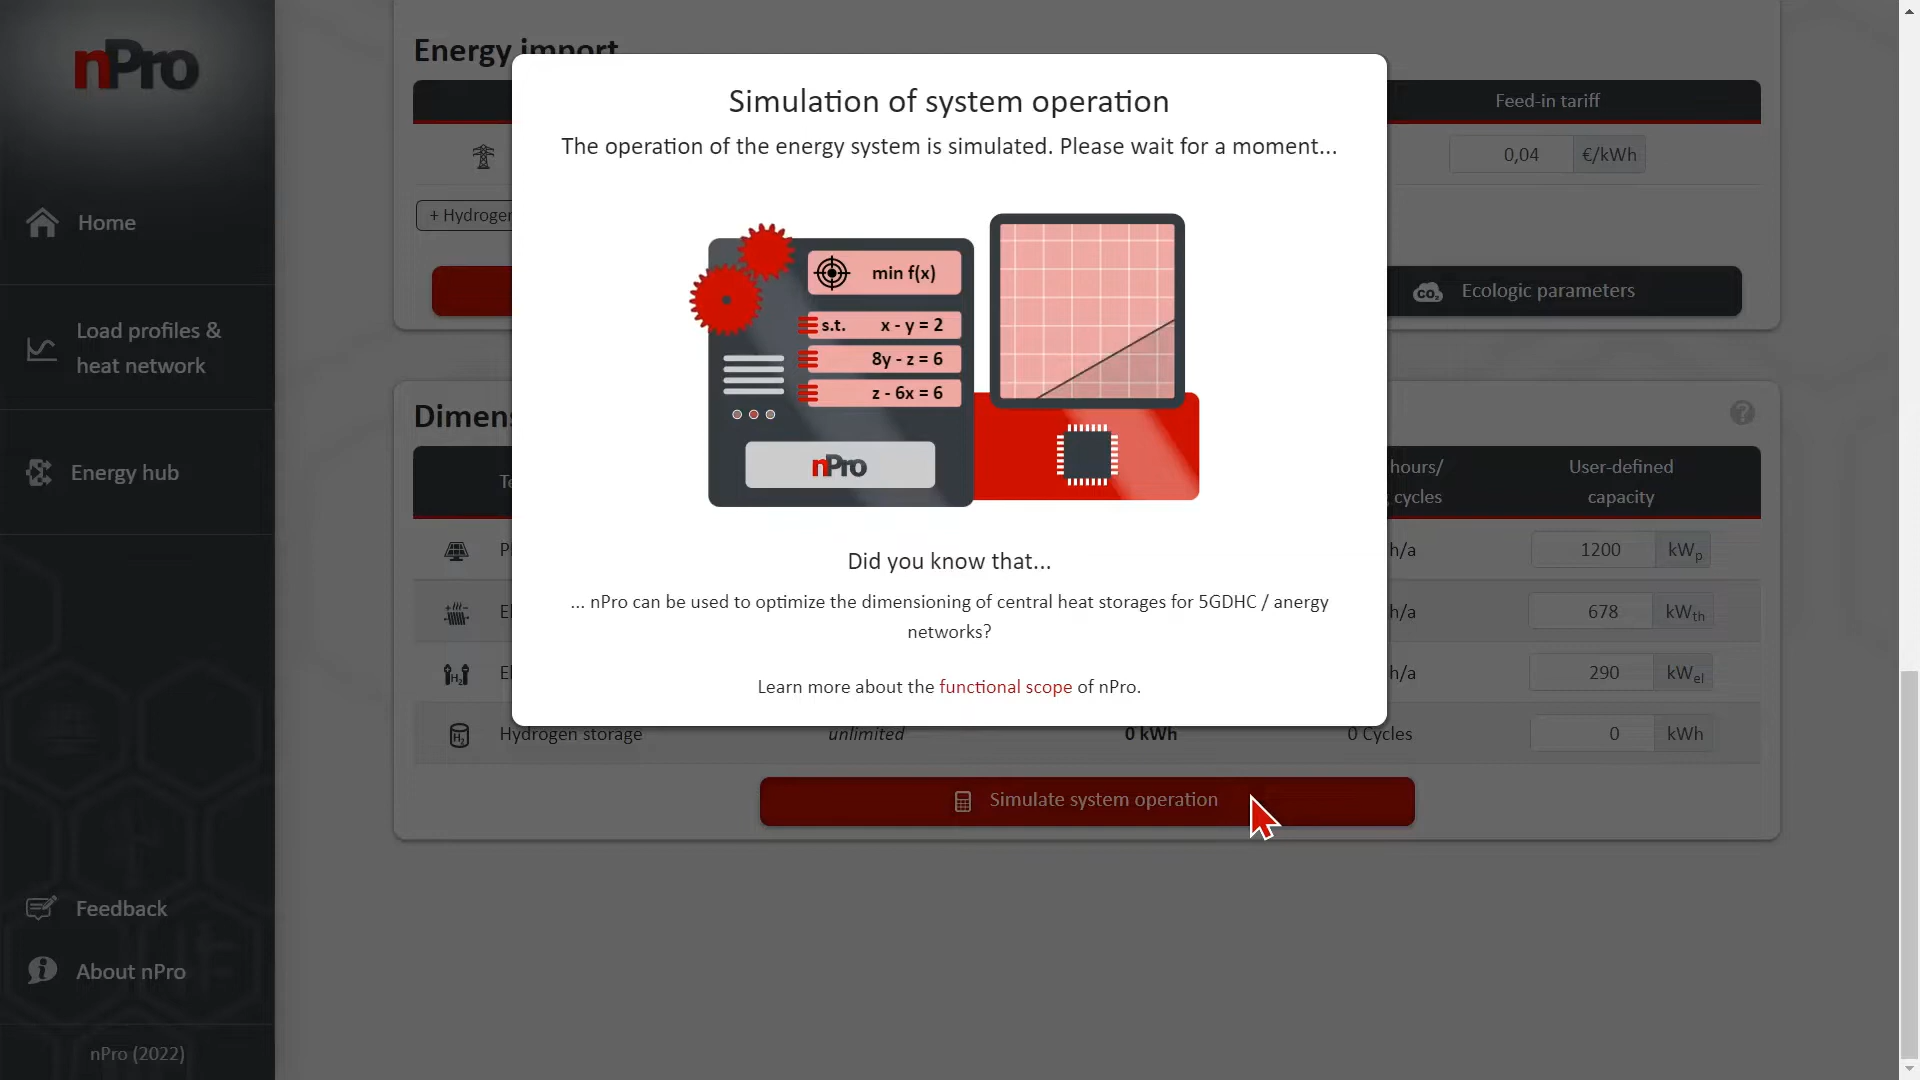 nPro
Home
Load profiles &
heat network
Energy hub
Feedback
About nPro
nPro (2022)
Energy import
Feed-in tariff
0,04 €/kWh
+ Hydrogen
Ecologic parameters
Simulation of system operation
The operation of the energy system is simulated. Please wait for a moment...
min f(x)
s.t. x - y = 2
8y - z = 6
z - 6x = 6
nPro
Did you know that...
... nPro can be used to optimize the dimensioning of central heat storages for 5GDHC / anergy
networks?
Learn more about the functional scope of nPro.
hours/
cycles
User-defined
capacity
h/a 1200 kWp
h/a 678 kWth
H2 h/a 290 kWel
H2 Hydrogen storage unlimited 0 kWh 0 Cycles 0 kWh
Simulate system operation
CO2
?